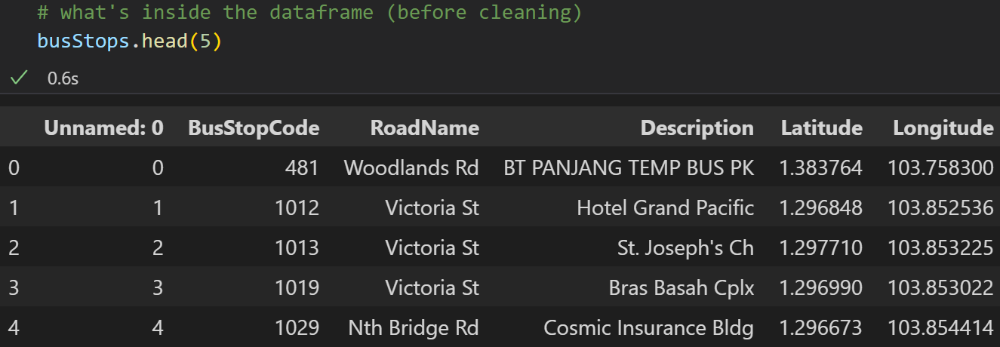 # what's inside the dataframe (before cleaning)
busStops.head(5)
0.6s
Unnamed: 0 BusStopCode RoadName Description Latitude Longitude
0 0 481 Woodlands Rd BT PANJANG TEMP BUS PK 1.383764 103.758300
1 1 1012 Victoria St Hotel Grand Pacific 1.296848 103.852536
2 2 1013 Victoria St St. Joseph's Ch 1.297710 103.853225
3 3 1019 Victoria St Bras Basah Cplx 1.296990 103.853022
4 4 1029 Nth Bridge Rd Cosmic Insurance Bldg 1.296673 103.854414